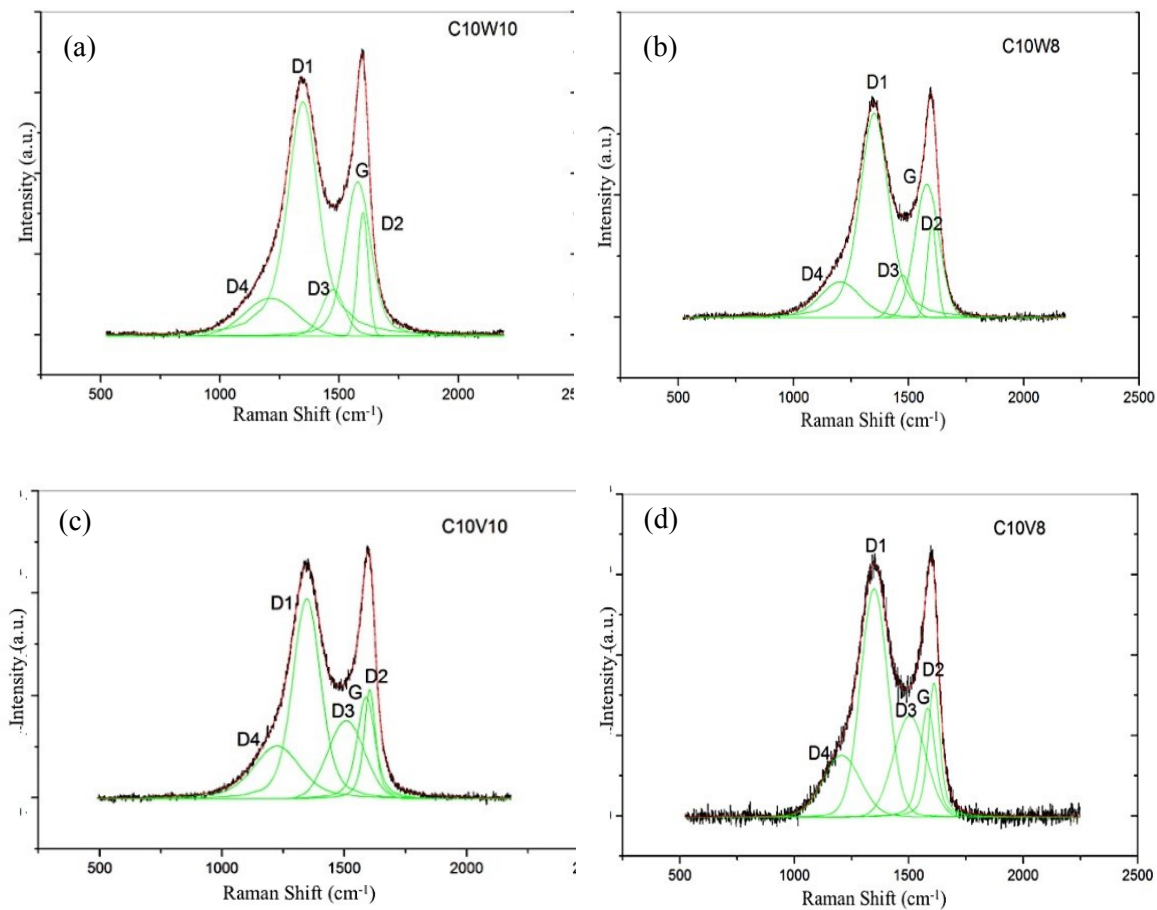 (a)
C10W10
D1
G
D2
D4
D3
Intensity (a.u.)
500 1000 1500 2000
Raman Shift (cm-1)
(b)
C10W8
D1
G
D2
D4
D3
Intensity (a.u.)
1000 1500 2000 2500
Raman Shift (cm-1)
(c)
C10V10
D1
D2
G
D3
D4
Intensity (a.u.)
500 1000 1500 2000
Raman Shift (cm-1)
(d)
C10V8
D1
D2
G
D3
D4
Intensity (a.u.)
500 1000 1500 2000 2500
Raman Shift (cm-1)